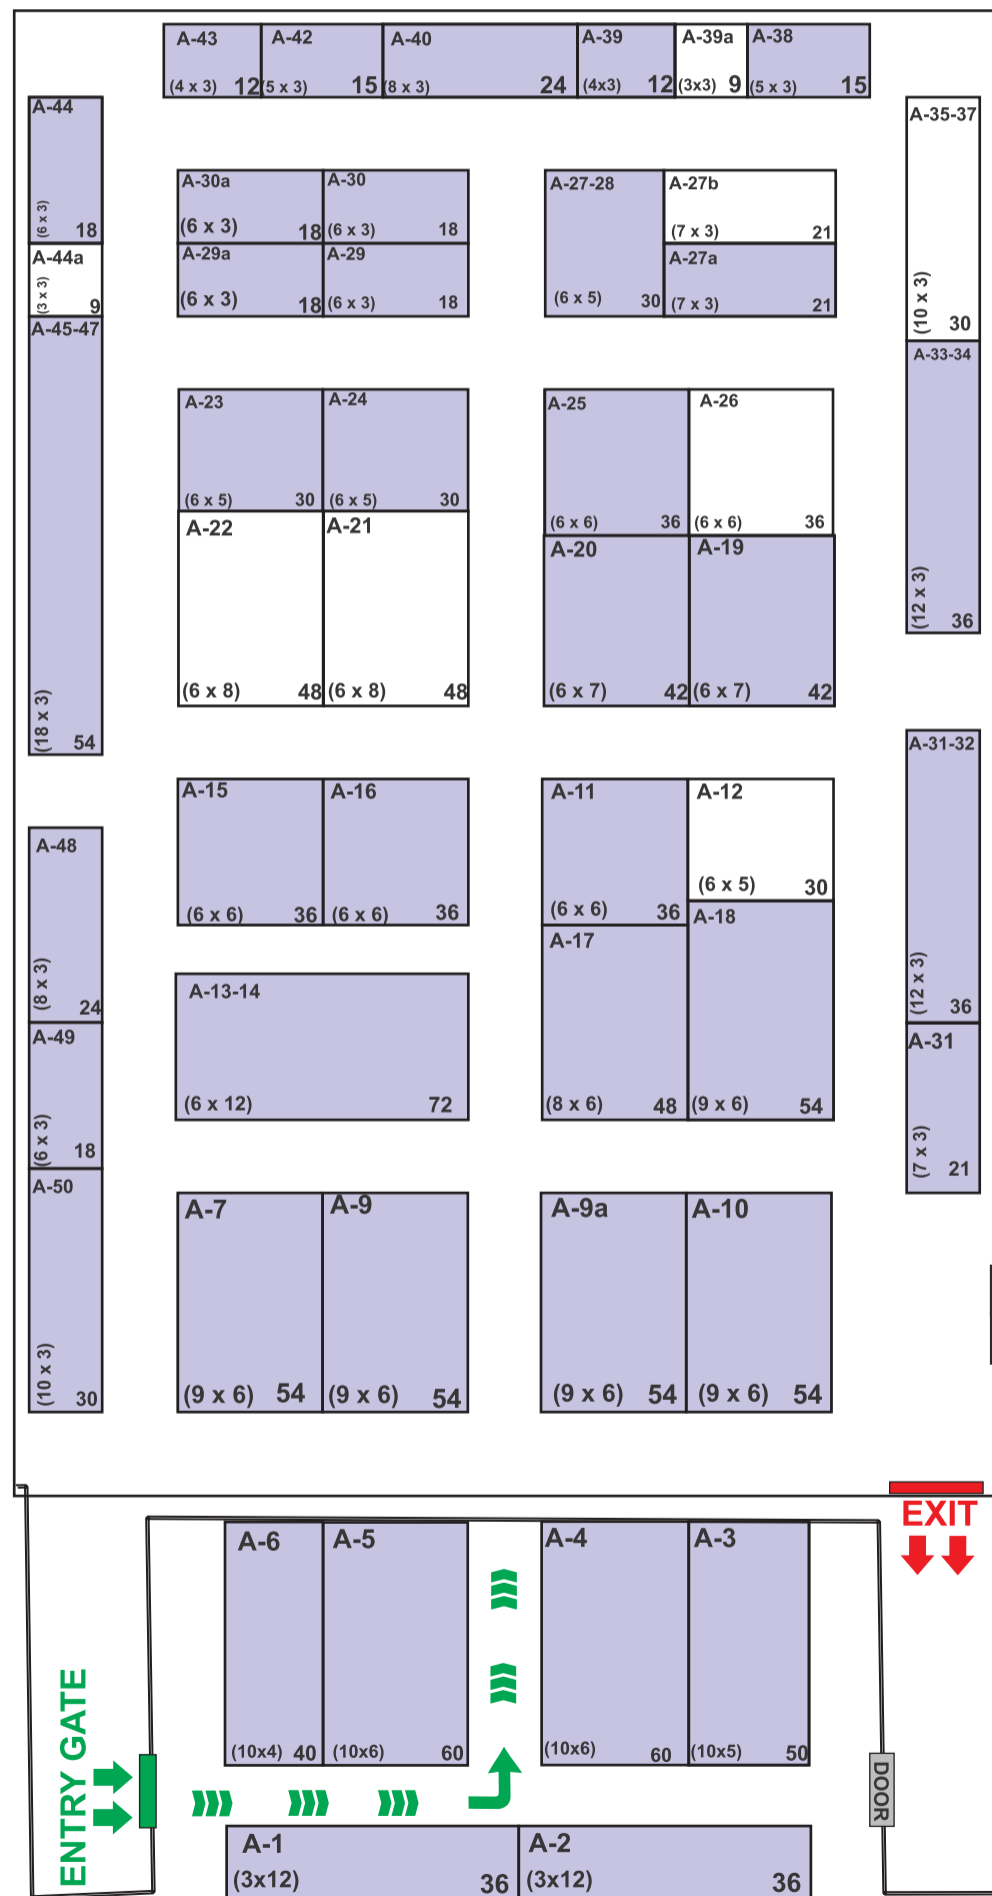 A-43
(4 x 3) 12
A-42
(5 x 3) 15
A-40
(8 x 3) 24
A-39
(4x3) 12
A-39a
(3x3) 9
A-38
(5 x 3) 15
A-44
(6 x 3) 18
A-44a
(3 x 3) 9
A-45-47
(18 x 3) 54
A-48
(8 x 3) 24
A-49
(6 x 3) 18
A-50
(10 x 3) 30
A-30a
(6 x 3) 18
A-30
(6 x 3) 18
A-29a
(6 x 3) 18
A-29
(6 x 3) 18
A-27-28
(6 x 5) 30
A-27b
(7 x 3) 21
A-27a
(7 x 3) 21
A-35-37
(10 x 3) 30
A-33-34
(12 x 3) 36
A-23
(6 x 5) 30
A-24
(6 x 5) 30
A-22
(6 x 8) 48
A-21
(6 x 8) 48
A-25
(6 x 6) 36
A-26
(6 x 6) 36
A-20
(6 x 7) 42
A-19
(6 x 7) 42
A-31-32
(12 x 3) 36
A-31
(7 x 3) 21
A-15
(6 x 6) 36
A-16
(6 x 6) 36
A-13-14
(6 x 12) 72
A-11
(6 x 6) 36
A-12
(6 x 5) 30
A-17
(8 x 6) 48
A-18
(9 x 6) 54
A-7
(9 x 6) 54
A-9
(9 x 6) 54
A-9a
(9 x 6) 54
A-10
(9 x 6) 54
EXIT
A-6
(10x4) 40
A-5
(10x6) 60
A-4
(10x6) 60
A-3
(10x5) 50
ENTRY GATE
DOOR
A-1
(3x12) 36
A-2
(3x12) 36